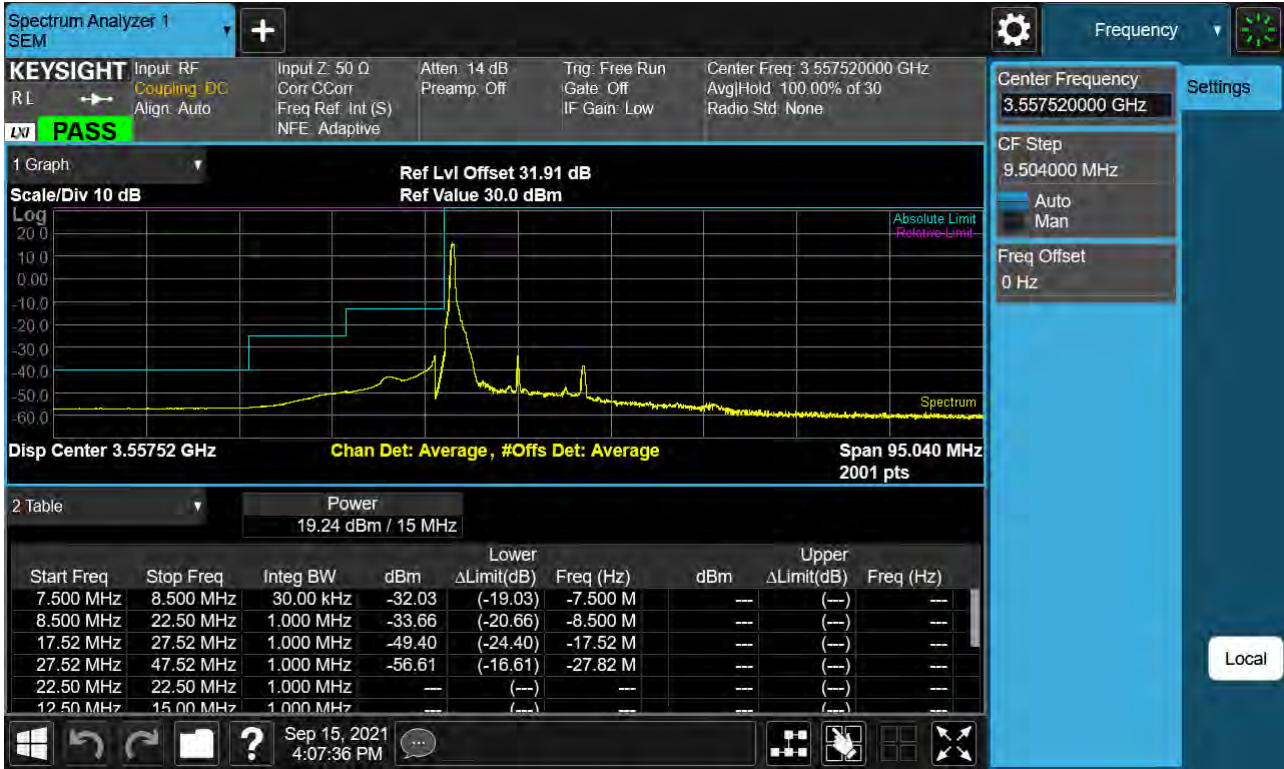 Spectrum Analyzer 1
SEM
Frequency
KEYSIGHT
RL
LXI PASS
Input: RF
Coupling: DC
Align: Auto
Input Z: 50 Ω
Corr CCorr
Freq Ref: Int (S)
NFE: Adaptive
Atten: 14 dB
Preamp: Off
Trig: Free Run
Gate: Off
IF Gain: Low
Center Freq: 3.557520000 GHz
Avg|Hold: 100.00% of 30
Radio Std: None
Center Frequency
3.557520000 GHz
Settings
CF Step
9.504000 MHz
Auto
Man
Freq Offset
0 Hz
Local
1 Graph
Scale/Div 10 dB
Ref Lvl Offset 31.91 dB
Ref Value 30.0 dBm
Log
Absolute Limit
Relative Limit
20.0
10.0
0.00
-10.0
-20.0
-30.0
-40.0
-50.0
-60.0
Spectrum
Disp Center 3.55752 GHz
Chan Det: Average, #Offs Det: Average
Span 95.040 MHz
2001 pts
2 Table
Power
19.24 dBm / 15 MHz
Lower Upper
Start Freq Stop Freq Integ BW dBm ΔLimit(dB) Freq (Hz) dBm ΔLimit(dB) Freq (Hz)
7.500 MHz 8.500 MHz 30.00 kHz -32.03 (-19.03) -7.500 M --- (---) ---
8.500 MHz 22.50 MHz 1.000 MHz -33.66 (-20.66) -8.500 M --- (---) ---
17.52 MHz 27.52 MHz 1.000 MHz -49.40 (-24.40) -17.52 M --- (---) ---
27.52 MHz 47.52 MHz 1.000 MHz -56.61 (-16.61) -27.82 M --- (---) ---
22.50 MHz 22.50 MHz 1.000 MHz --- (---) --- --- (---) ---
12.50 MHz 15.00 MHz 1.000 MHz --- (---) --- --- (---) ---
Sep 15, 2021
4:07:36 PM